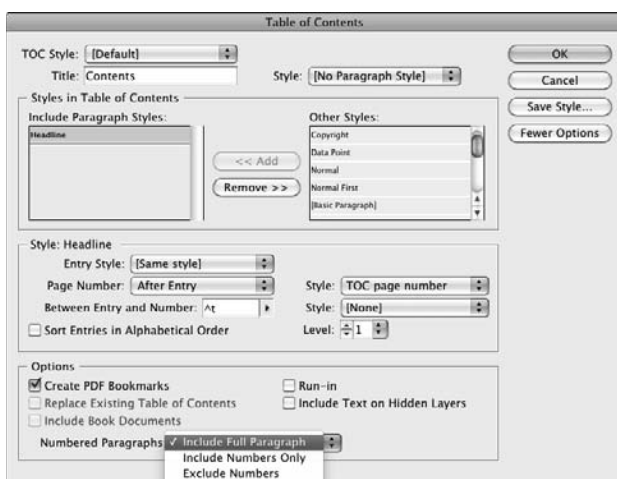 Table of Contents
TOC Style: [Default]
OK
Title: Contents
Style: [No Paragraph Style]
Cancel
Styles in Table of Contents
Save Style...
Include Paragraph Styles:
Other Styles:
Fewer Options
Headline
Copyright
Data Point
<< Add
Normal
Remove >>
Normal First
[Basic Paragraph]
Style: Headline
Entry Style: [Same style]
Page Number: After Entry
Style: TOC page number
Between Entry and Number: ^t
Style: [None]
Sort Entries in Alphabetical Order
Level: 1
Options
Create PDF Bookmarks
Run-in
Replace Existing Table of Contents
Include Text on Hidden Layers
Include Book Documents
Numbered Paragraphs ✓ Include Full Paragraph
Include Numbers Only
Exclude Numbers